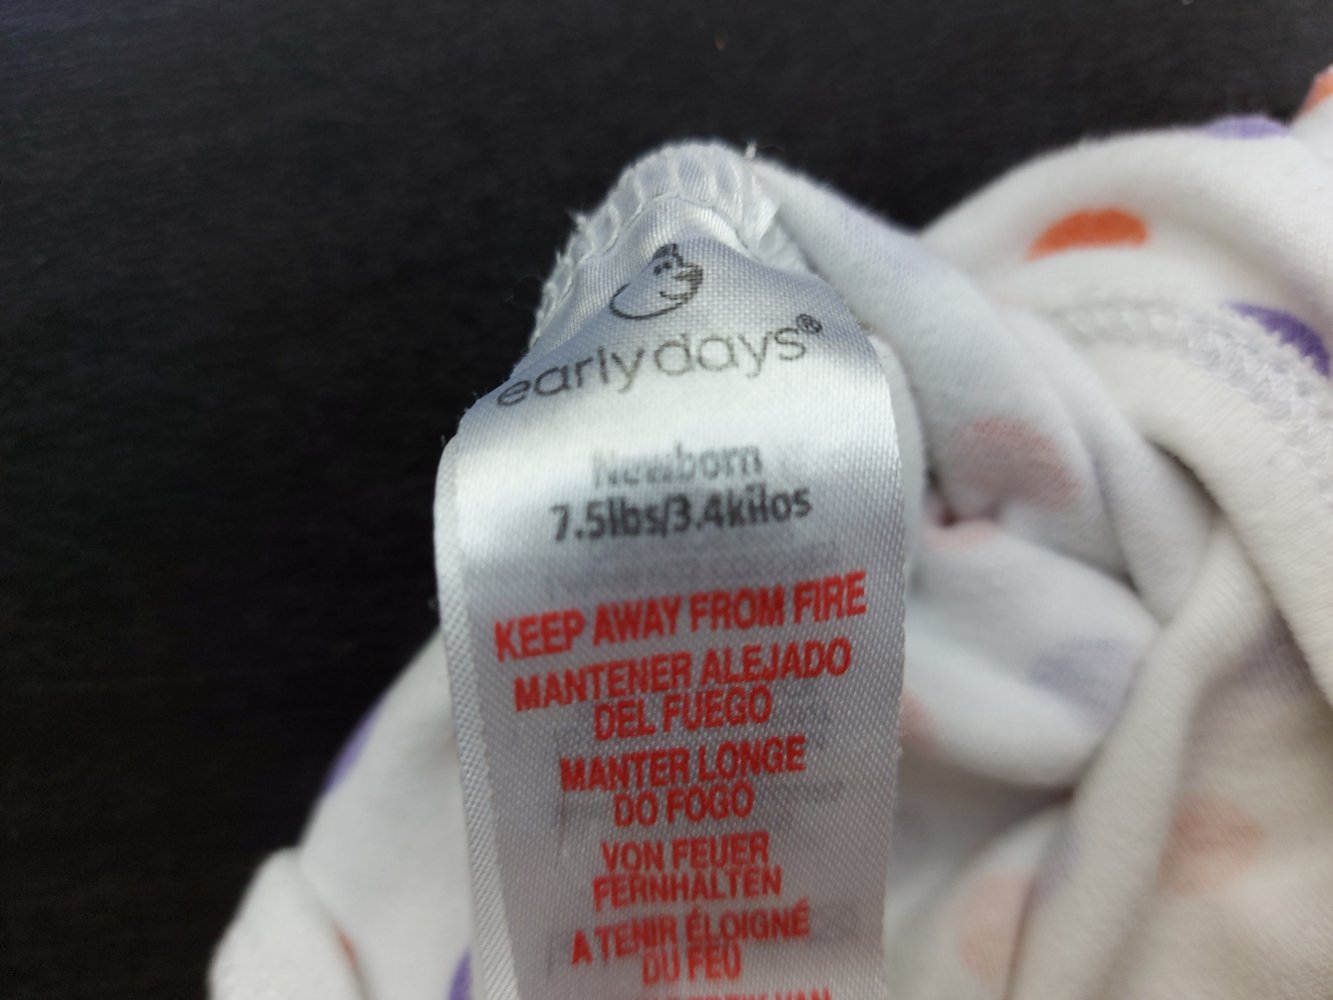 earlydays®
Newborn
7.5lbs/3.4kilos
KEEP AWAY FROM FIRE
MANTENER ALEJADO
DEL FUEGO
MANTER LONGE
DO FOGO
VON FEUER
FERNHALTEN
A TENIR ÉLOIGNÉ
DU FEU